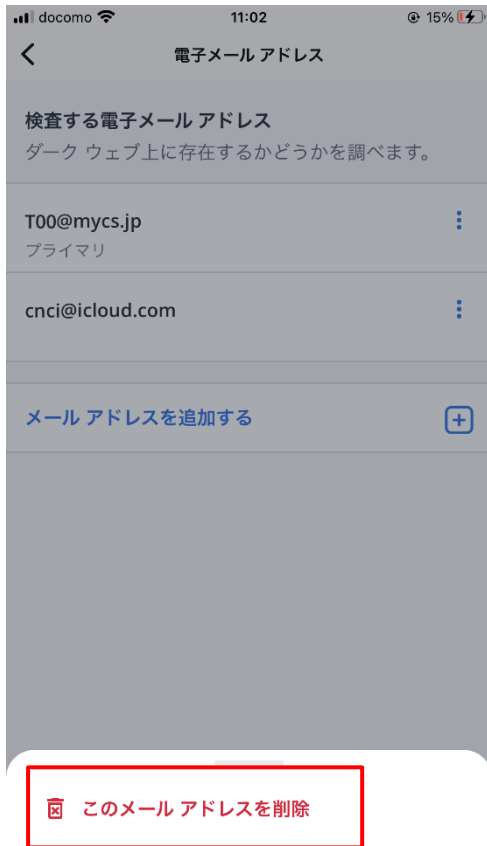 docomo 11:02 15%
電子メール アドレス
検査する電子メール アドレス
ダーク ウェブ上に存在するかどうかを調べます。
T00@mycs.jp
プライマリ
cnci@icloud.com
メール アドレスを追加する
このメール アドレスを削除